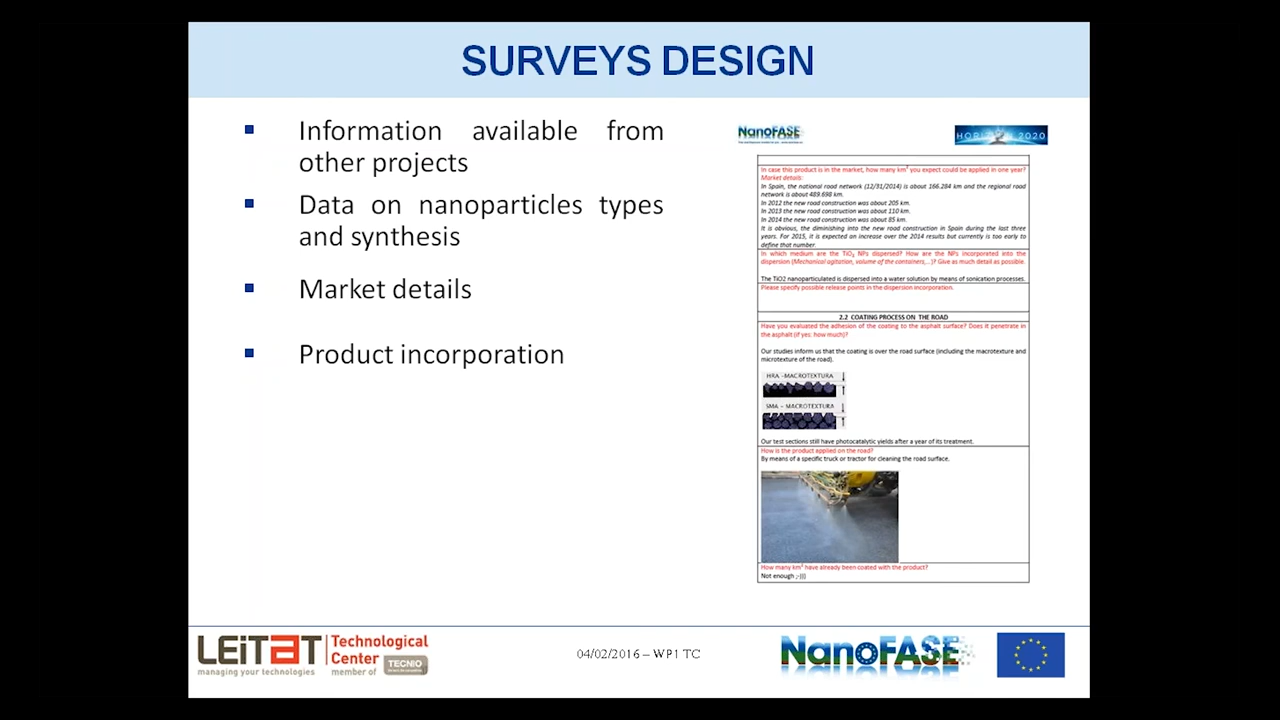 SURVEYS DESIGN
Information available from
other projects
Data on nanoparticles types
and synthesis
Market details
Product incorporation
NanoFASE
HORIZON 2020
In case this product is in the market, how many km² you expect could be applied in one year?
Market details:
In Spain, the national road network (12/31/2014) is about 166.284 km and the regional road
network is about 489.698 km.
In 2012 the new road construction was about 205 km.
In 2013 the new road construction was about 110 km.
In 2014 the new road construction was about 85 km.
It is obvious, the diminishing into the new road construction in Spain during the last three
years. For 2015, it is expected an increase over the 2014 results but currently is too early to
define that number.
In which medium are the TiO₂ NPs dispersed? How are the NPs incorporated into the
dispersion (Mechanical agitation, volume of the containers,...)? Give as much detail as possible.
The TiO2 nanoparticulated is dispersed into a water solution by means of sonication processes.
Please specify possible release points in the dispersion incorporation.
2.2 COATING PROCESS ON THE ROAD
Have you evaluated the adhesion of the coating to the asphalt surface? Does it penetrate in
the asphalt (if yes: how much)?
Our studies inform us that the coating is over the road surface (including the macrotexture and
microtexture of the road).
HRA -MACROTEXTURA
SMA - MACROTEXTURA
Our test sections still have photocatalytic yields after a year of its treatment.
How is the product applied on the road?
By means of a specific truck or tractor for cleaning the road surface.
How many km² have already been coated with the product?
Not enough ;-)))
LEITAT
managing your technologies
Technological
Center
member of TECNIO
04/02/2016 – WP1 TC
NanoFASE